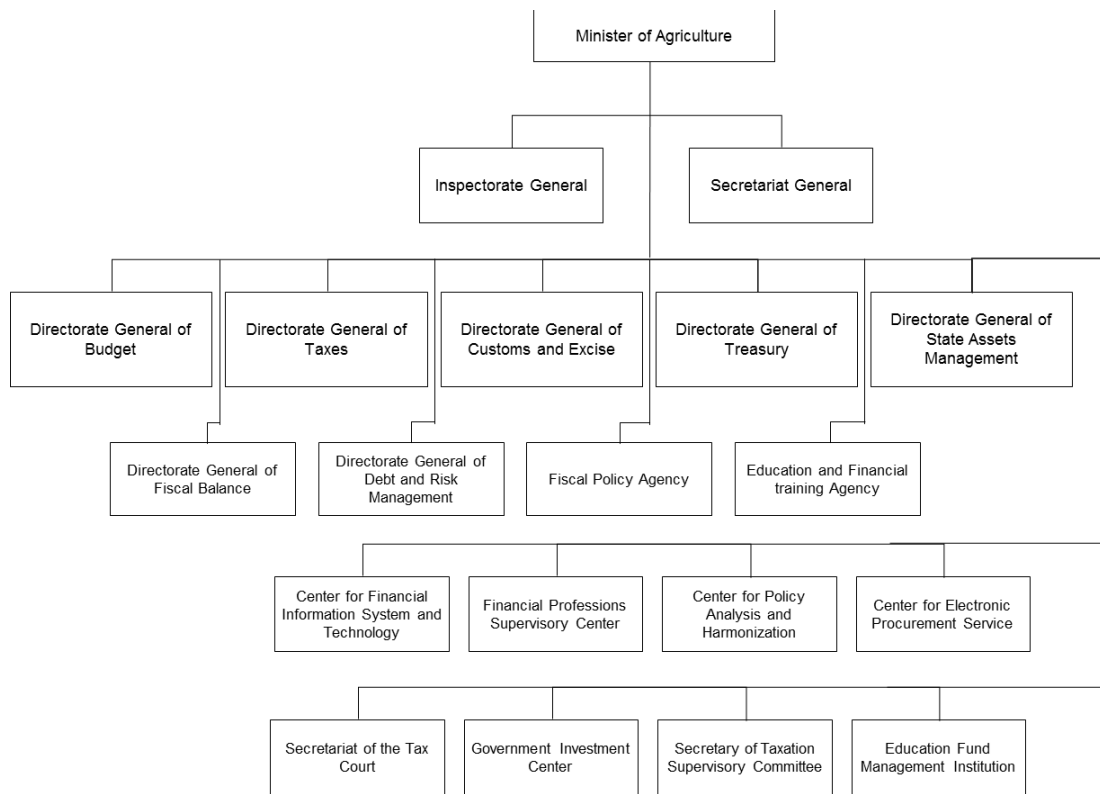 Minister of Agriculture
Inspectorate General
Secretariat General
Directorate General of
Budget
Directorate General of
Taxes
Directorate General of
Customs and Excise
Directorate General of
Treasury
Directorate General of
State Assets
Management
Directorate General of
Fiscal Balance
Directorate General of
Debt and Risk
Management
Fiscal Policy Agency
Education and Financial
training Agency
Center for Financial
Information System and
Technology
Financial Professions
Supervisory Center
Center for Policy
Analysis and
Harmonization
Center for Electronic
Procurement Service
Secretariat of the Tax
Court
Government Investment
Center
Secretary of Taxation
Supervisory Committee
Education Fund
Management Institution